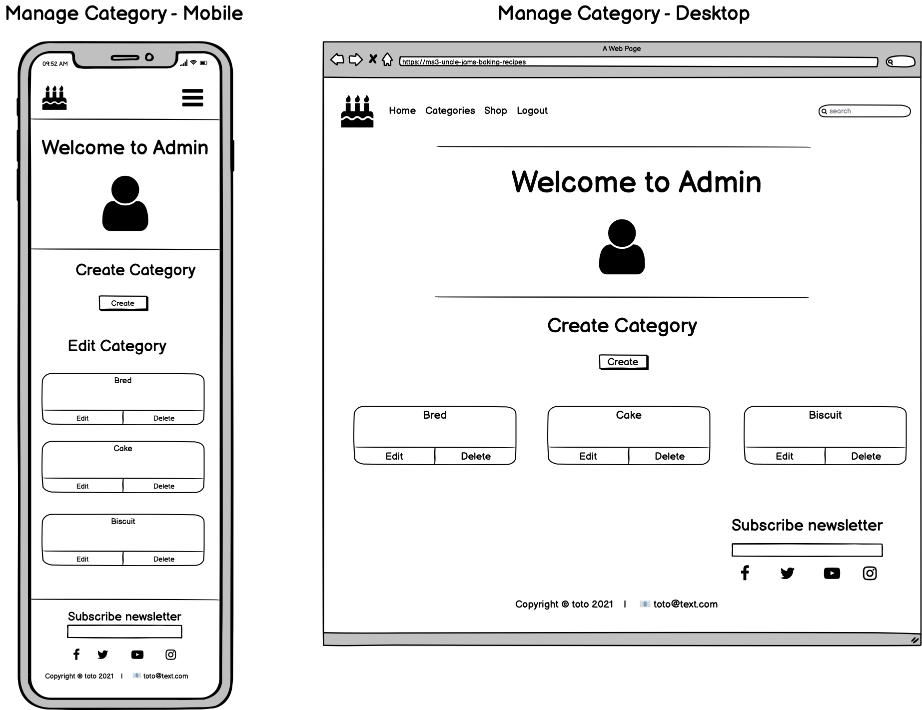 Manage Category - Mobile
09:52 AM
Welcome to Admin
Create Category
Create
Edit Category
Bred
Edit Delete
Cake
Edit Delete
Biscuit
Edit Delete
Subscribe newsletter
Copyright © toto 2021 | toto@text.com
Manage Category - Desktop
A Web Page
https://ms3-uncle-jams-baking-recipes
Home Categories Shop Logout
search
Welcome to Admin
Create Category
Create
Bred Cake Biscuit
Edit Delete Edit Delete Edit Delete
Subscribe newsletter
Copyright © toto 2021 | toto@text.com